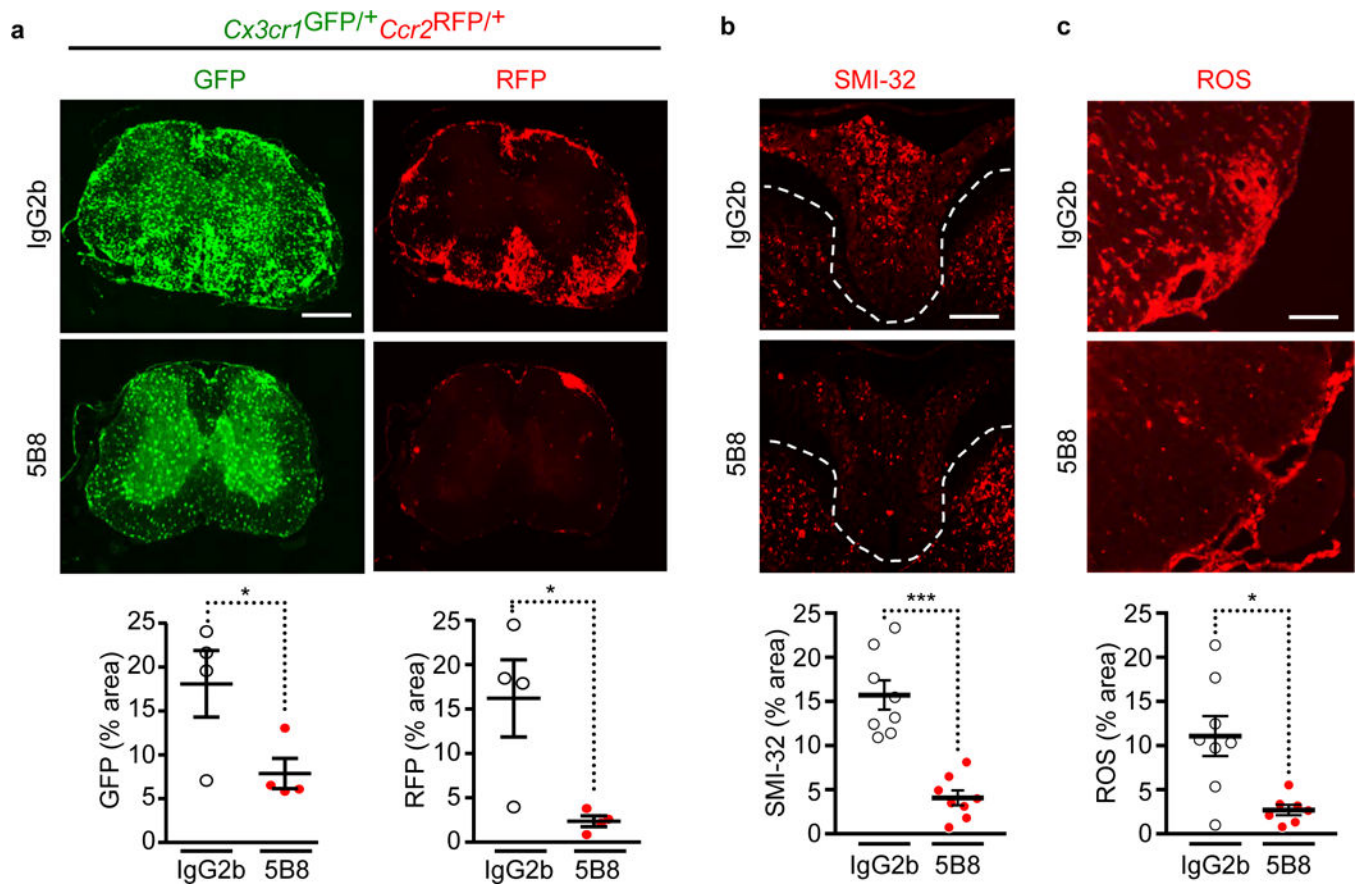 a
Cx3cr1GFP/+Ccr2RFP/+
GFP RFP
IgG2b
5B8
*
*
GFP (% area)
25
20
15
10
5
0
IgG2b 5B8
RFP (% area)
25
20
15
10
5
0
IgG2b 5B8
b
SMI-32
IgG2b
5B8
***
SMI-32 (% area)
25
20
15
10
5
0
IgG2b 5B8
c
ROS
IgG2b
5B8
*
ROS (% area)
25
20
15
10
5
0
IgG2b 5B8